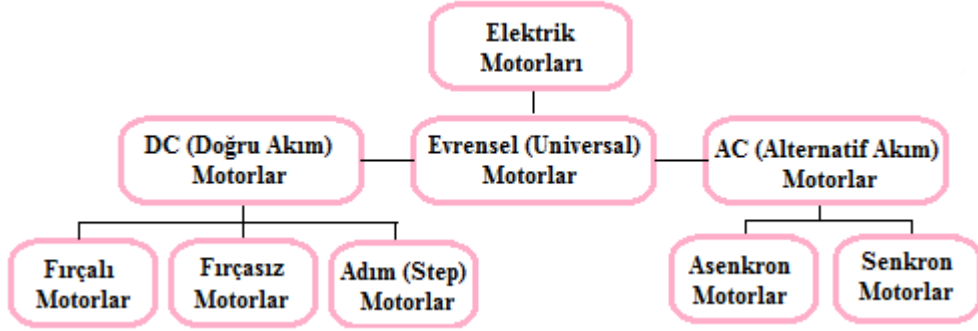 Elektrik
Motorları
DC (Doğru Akım)
Motorlar
Evrensel (Universal)
Motorlar
AC (Alternatif Akım)
Motorlar
Fırçalı
Motorlar
Fırçasız
Motorlar
Adım (Step)
Motorlar
Asenkron
Motorlar
Senkron
Motorlar